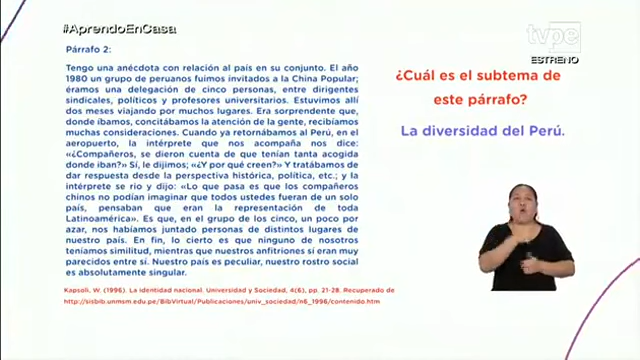 #AprendoEnCasa
tvpe
ESTRENO
Párrafo 2:
Tengo una anécdota con relación al país en su conjunto. El año
1980 un grupo de peruanos fuimos invitados a la China Popular;
éramos una delegación de cinco personas, entre dirigentes
sindicales, políticos y profesores universitarios. Estuvimos allí
dos meses viajando por muchos lugares. Era sorprendente que,
donde íbamos, concitábamos la atención de la gente, recibíamos
muchas consideraciones. Cuando ya retornábamos al Perú, en el
aeropuerto, la intérprete que nos acompaña nos dice:
«¿Compañeros, se dieron cuenta de que tenían tanta acogida
donde iban?» Sí, le dijimos; «¿Y por qué creen?» Y tratábamos de
dar respuesta desde la perspectiva histórica, política, etc.; y la
intérprete se rio y dijo: «Lo que pasa es que los compañeros
chinos no podían imaginar que todos ustedes fueran de un solo
país, pensaban que eran la representación de toda
Latinoamérica». Es que, en el grupo de los cinco, un poco por
azar, nos habíamos juntado personas de distintos lugares de
nuestro país. En fin, lo cierto es que ninguno de nosotros
teníamos similitud, mientras que nuestros anfitriones sí eran muy
parecidos entre sí. Nuestro país es peculiar, nuestro rostro social
es absolutamente singular.
Kapsoli, W. (1996). La identidad nacional. Universidad y Sociedad, 4(6), pp. 21-28. Recuperado de
http://sisbib.unmsm.edu.pe/BibVirtual/Publicaciones/univ_sociedad/n6_1996/contenido.htm
¿Cuál es el subtema de
este párrafo?
La diversidad del Perú.